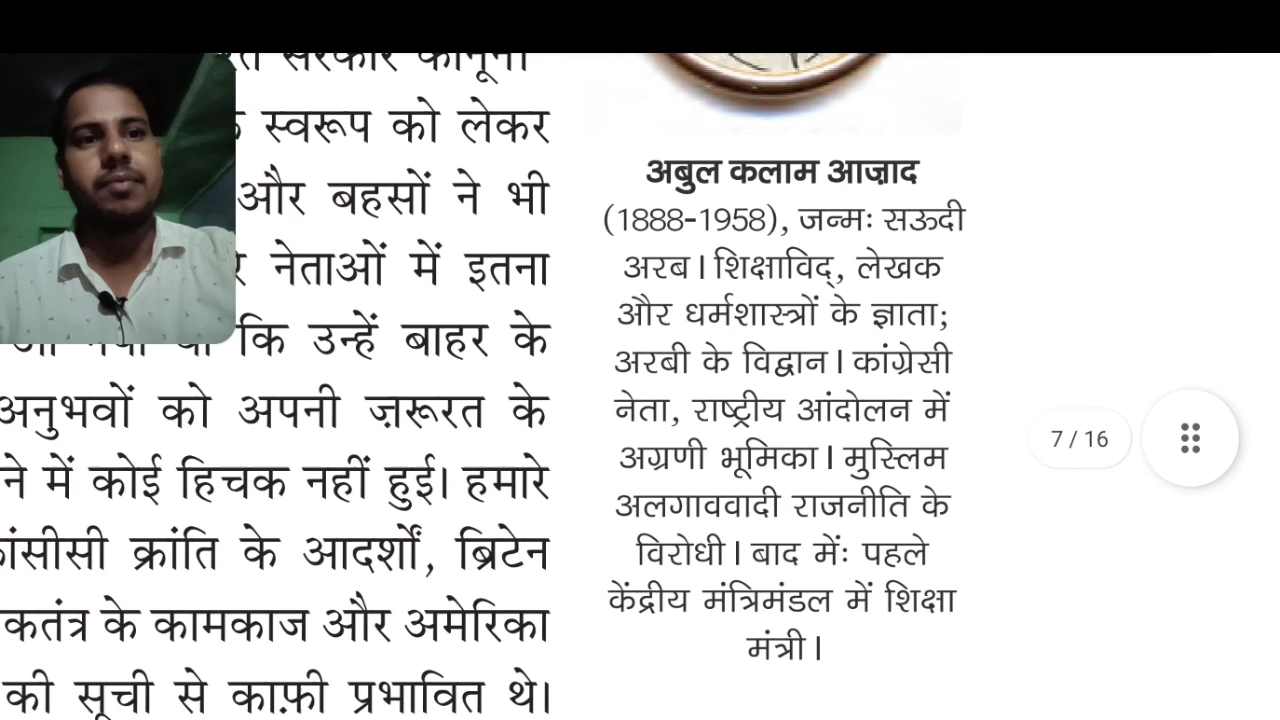 सरकार कानूनों
स्वरूप को लेकर
और बहसों ने भी
नेताओं में इतना
कि उन्हें बाहर के
अनुभवों को अपनी ज़रूरत के
ने में कोई हिचक नहीं हुई। हमारे
ांसीसी क्रांति के आदर्शों, ब्रिटेन
कतंत्र के कामकाज और अमेरिका
की सूची से काफ़ी प्रभावित थे।
अबुल कलाम आज़ाद
(1888-1958), जन्मः सऊदी
अरब। शिक्षाविद्, लेखक
और धर्मशास्त्रों के ज्ञाता;
अरबी के विद्वान। कांग्रेसी
नेता, राष्ट्रीय आंदोलन में
अग्रणी भूमिका। मुस्लिम
अलगाववादी राजनीति के
विरोधी। बाद मेंः पहले
केंद्रीय मंत्रिमंडल में शिक्षा
मंत्री।
7 / 16